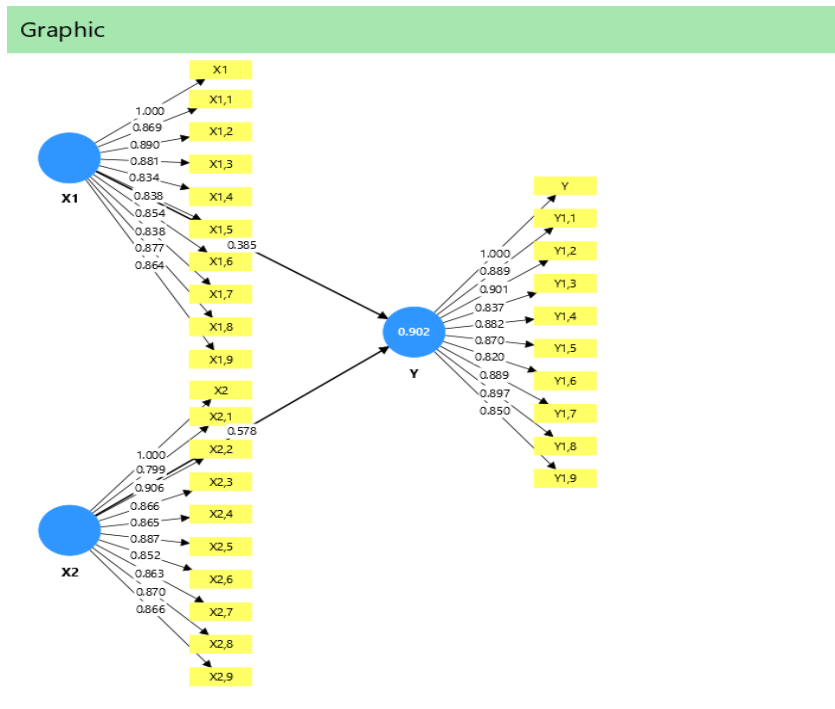 Graphic
X1
X1,1
1.000
0.869
X1,2
0.890
0.881
X1,3
0.834
X1
X1,4
0.838
0.854
X1,5
0.838
0.385
0.877
X1,6
0.864
X1,7
X1,8
X1,9
Y
Y1,1
1.000
Y1,2
0.889
0.901
Y1,3
0.837
Y1,4
0.882
0.902
0.870
Y1,5
0.820
Y
0.889
Y1,6
0.897
0.850
Y1,7
Y1,8
Y1,9
X2
X2,1
0.578
X2,2
1.000
0.799
X2,3
0.906
0.866
X2,4
0.865
0.887
X2,5
0.852
X2
0.863
X2,6
0.870
0.866
X2,7
X2,8
X2,9